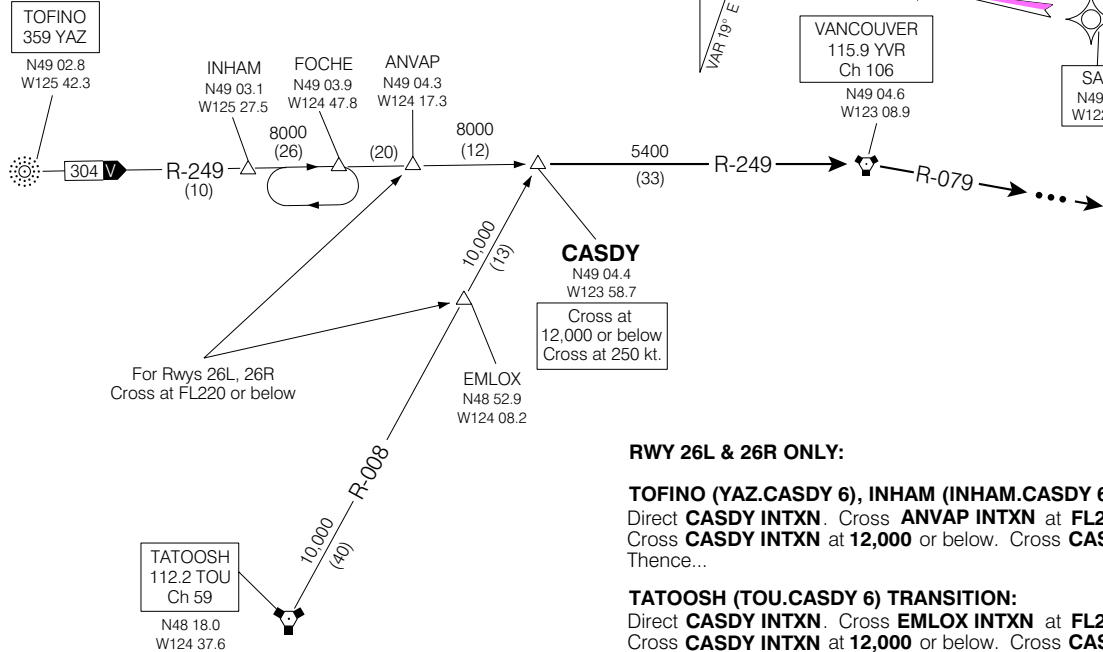 TOFINO
359 YAZ
N49 02.8
W125 42.3
INHAM
N49 03.1
W125 27.5
FOCHE
N49 03.9
W124 47.8
ANVAP
N49 04.3
W124 17.3
VAR 19° E
VANCOUVER
115.9 YVR
Ch 106
N49 04.6
W123 08.9
SA
N49
W122
304 V
R-249
(10)
8000
(26)
(20)
8000
(12)
5400
(33)
R-249
R-079
10,000
(13)
CASDY
N49 04.4
W123 58.7
Cross at
12,000 or below
Cross at 250 kt.
For Rwys 26L, 26R
Cross at FL220 or below
EMLOX
N48 52.9
W124 08.2
R-008
10,000
(40)
TATOOSH
112.2 TOU
Ch 59
N48 18.0
W124 37.6
RWY 26L & 26R ONLY:
TOFINO (YAZ.CASDY 6), INHAM (INHAM.CASDY 6
Direct CASDY INTXN. Cross ANVAP INTXN at FL2
Cross CASDY INTXN at 12,000 or below. Cross CAS
Thence...
TATOOSH (TOU.CASDY 6) TRANSITION:
Direct CASDY INTXN. Cross EMLOX INTXN at FL2
Cross CASDY INTXN at 12,000 or below. Cross CAS